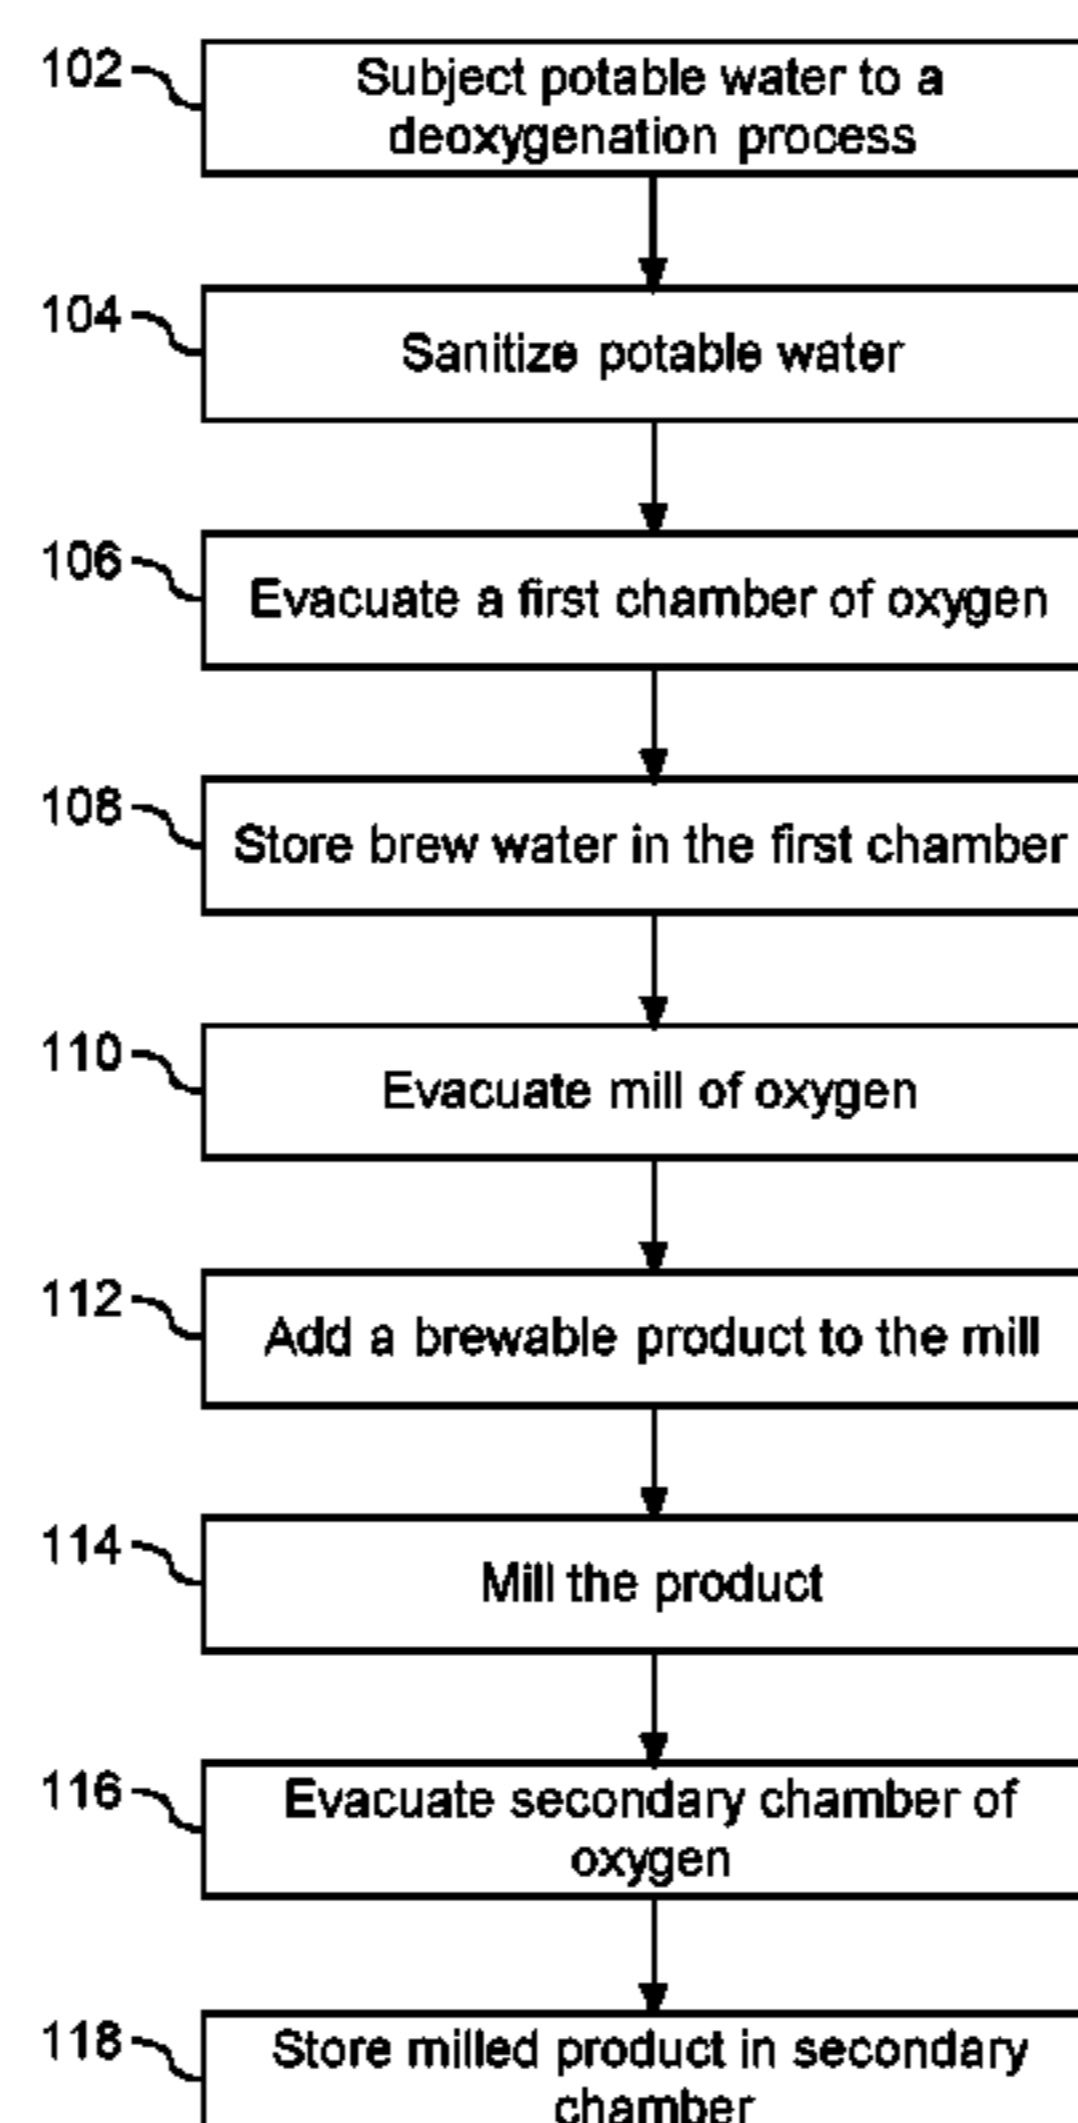 102
Subject potable water to a
deoxygenation process
104
Sanitize potable water
106
Evacuate a first chamber of oxygen
108
Store brew water in the first chamber
110
Evacuate mill of oxygen
112
Add a brewable product to the mill
114
Mill the product
116
Evacuate secondary chamber of
oxygen
118
Store milled product in secondary
chamber